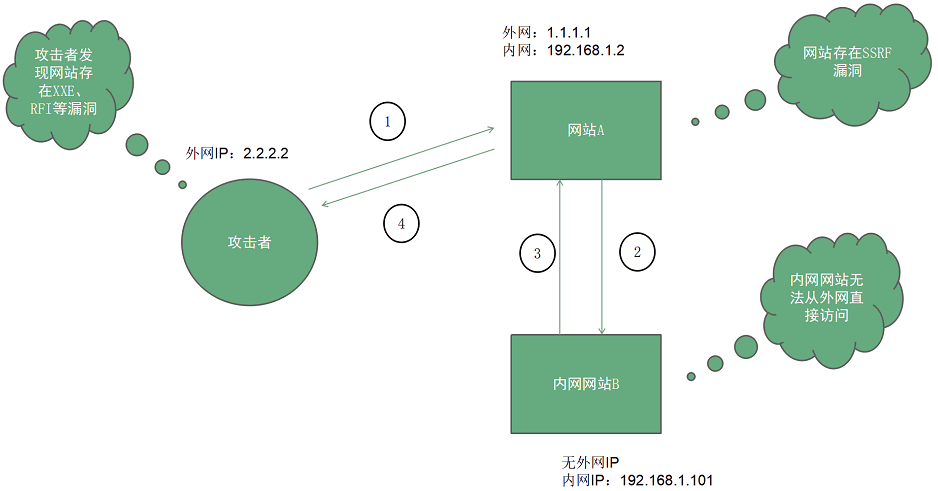 攻击者发
现网站存
在XXE、
RFI等漏洞
外网IP：2.2.2.2
攻击者
1
4
外网：1.1.1.1
内网：192.168.1.2
网站A
网站存在SSRF
漏洞
3
2
内网网站无
法从外网直
接访问
内网网站B
无外网IP
内网IP：192.168.1.101